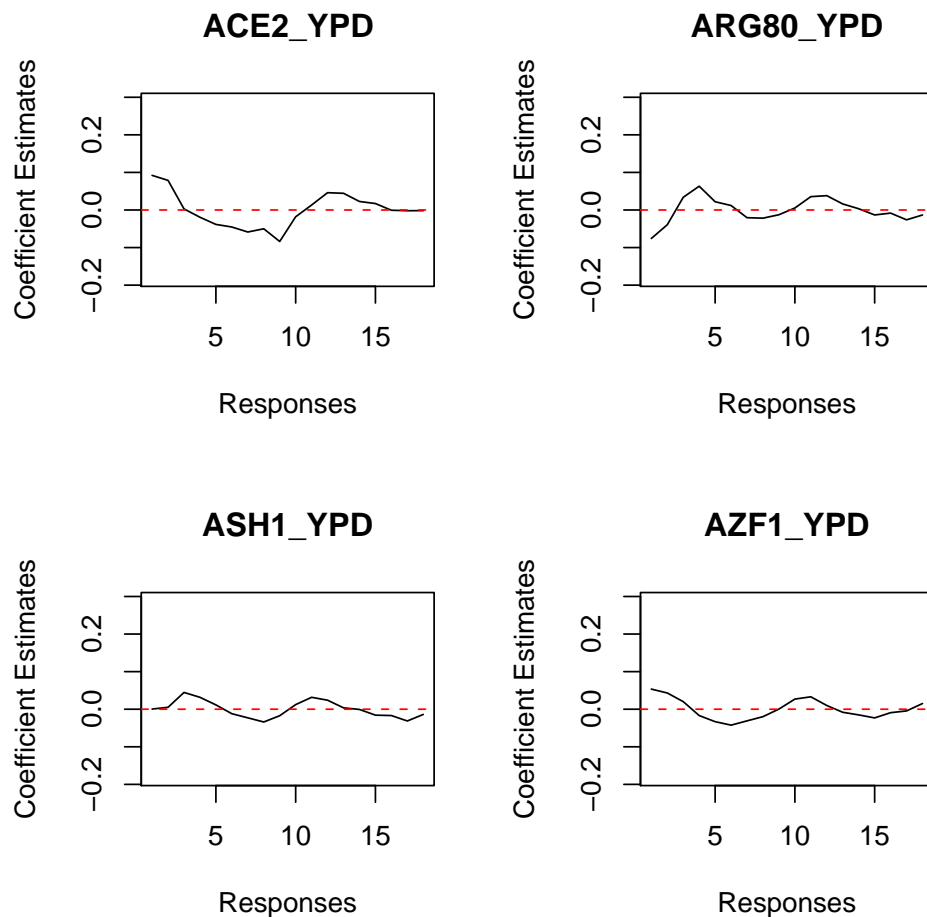 ACE2_YPD
Coefficient Estimates
0.2
0.0
−0.2
5
10
15
Responses
ARG80_YPD
Coefficient Estimates
0.2
0.0
−0.2
5
10
15
Responses
ASH1_YPD
Coefficient Estimates
0.2
0.0
−0.2
5
10
15
Responses
AZF1_YPD
Coefficient Estimates
0.2
0.0
−0.2
5
10
15
Responses